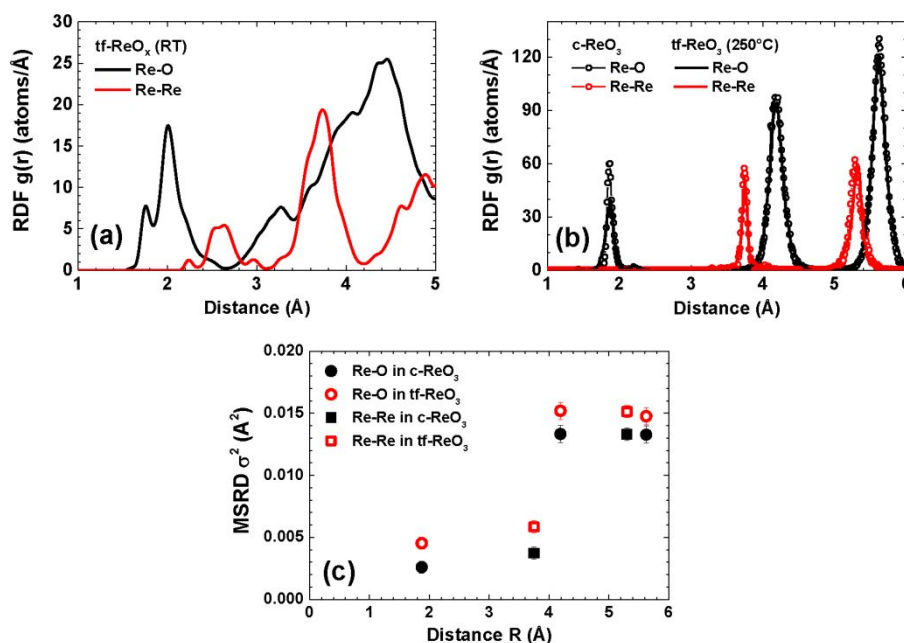 tf-ReOₓ (RT)
Re-O
Re-Re
(a)
RDF g(r) (atoms/Å)
30
25
20
15
10
5
0
1 2 3 4 5
Distance (Å)
c-ReO₃ tf-ReO₃ (250°C)
Re-O Re-O
Re-Re Re-Re
(b)
RDF g(r) (atoms/Å)
120
90
60
30
0
1 2 3 4 5 6
Distance (Å)
Re-O in c-ReO₃
Re-O in tf-ReO₃
Re-Re in c-ReO₃
Re-Re in tf-ReO₃
(c)
MSRD σ² (Å²)
0.020
0.015
0.010
0.005
0.000
0 1 2 3 4 5 6
Distance R (Å)